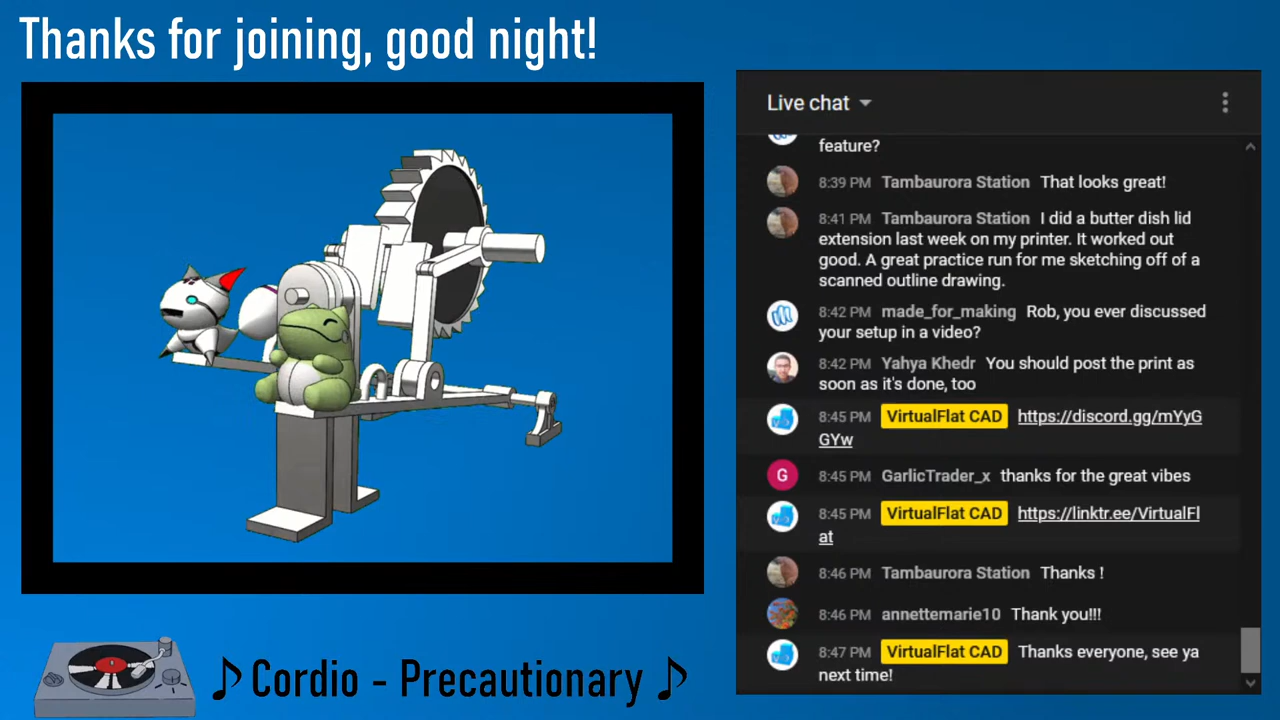 Thanks for joining, good night!
Live chat
feature?
8:39 PM Tambaurora Station That looks great!
8:41 PM Tambaurora Station I did a butter dish lid
extension last week on my printer. It worked out
good. A great practice run for me sketching off of a
scanned outline drawing.
8:42 PM made_for_making Rob, you ever discussed
your setup in a video?
8:42 PM Yahya Khedr You should post the print as
soon as it's done, too
8:45 PM VirtualFlat CAD https://discord.gg/mYyG
GYw
G 8:45 PM GarlicTrader_x thanks for the great vibes
8:45 PM VirtualFlat CAD https://linktr.ee/VirtualFl
at
8:46 PM Tambaurora Station Thanks !
8:46 PM annettemarie10 Thank you!!!
8:47 PM VirtualFlat CAD Thanks everyone, see ya
next time!
♪ Cordio - Precautionary ♪